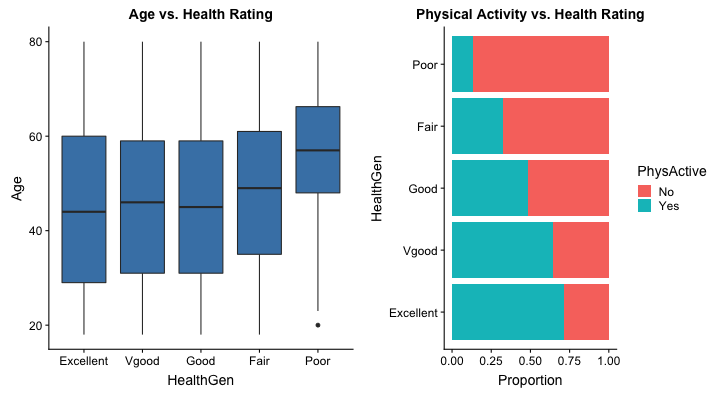 Age vs. Health Rating
Age
80
60
40
20
Excellent Vgood Good Fair Poor
HealthGen
Physical Activity vs. Health Rating
HealthGen
Poor
Fair
Good
Vgood
Excellent
0.00 0.25 0.50 0.75 1.00
Proportion
PhysActive
No
Yes